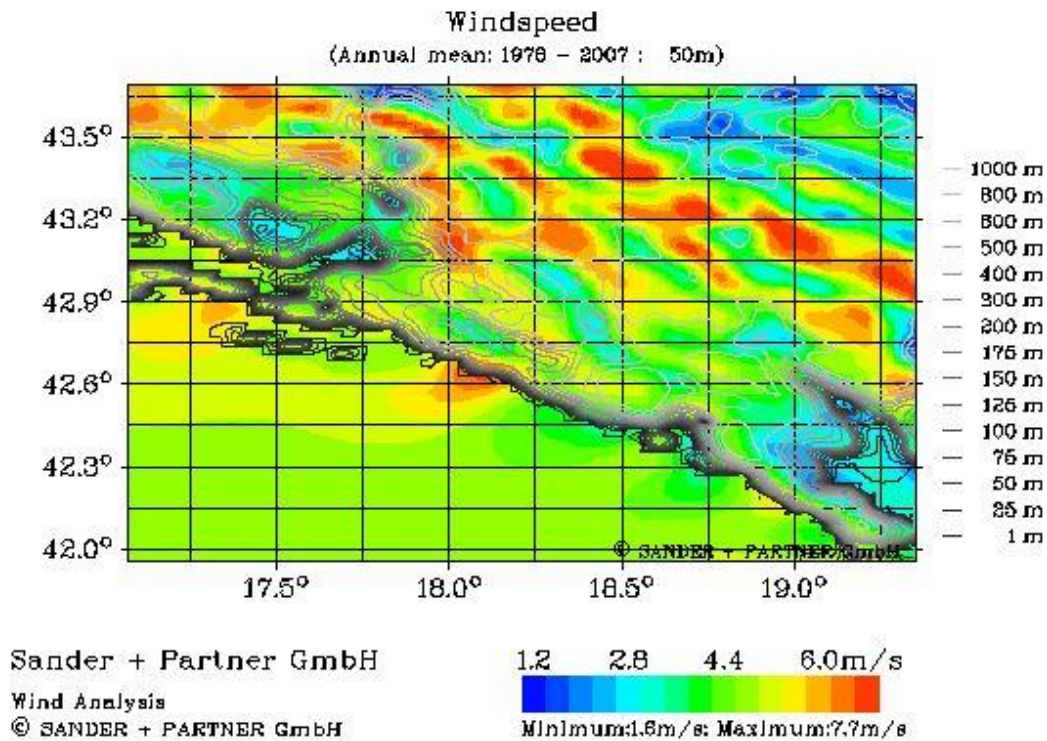 Windspeed
(Annual mean: 1978 - 2007 : 50m)
43.5°
43.2°
42.9°
42.6°
42.3°
42.0°
17.5° 18.0° 18.5° 19.0°
1000 m
800 m
600 m
500 m
400 m
300 m
200 m
175 m
150 m
125 m
100 m
75 m
50 m
25 m
1 m
© SANDER + PARTNER GmbH
Sander + Partner GmbH
Wind Analysis
© SANDER + PARTNER GmbH
1.2 2.8 4.4 6.0m/s
Minimum:1.6m/s: Maximum:7.7m/s